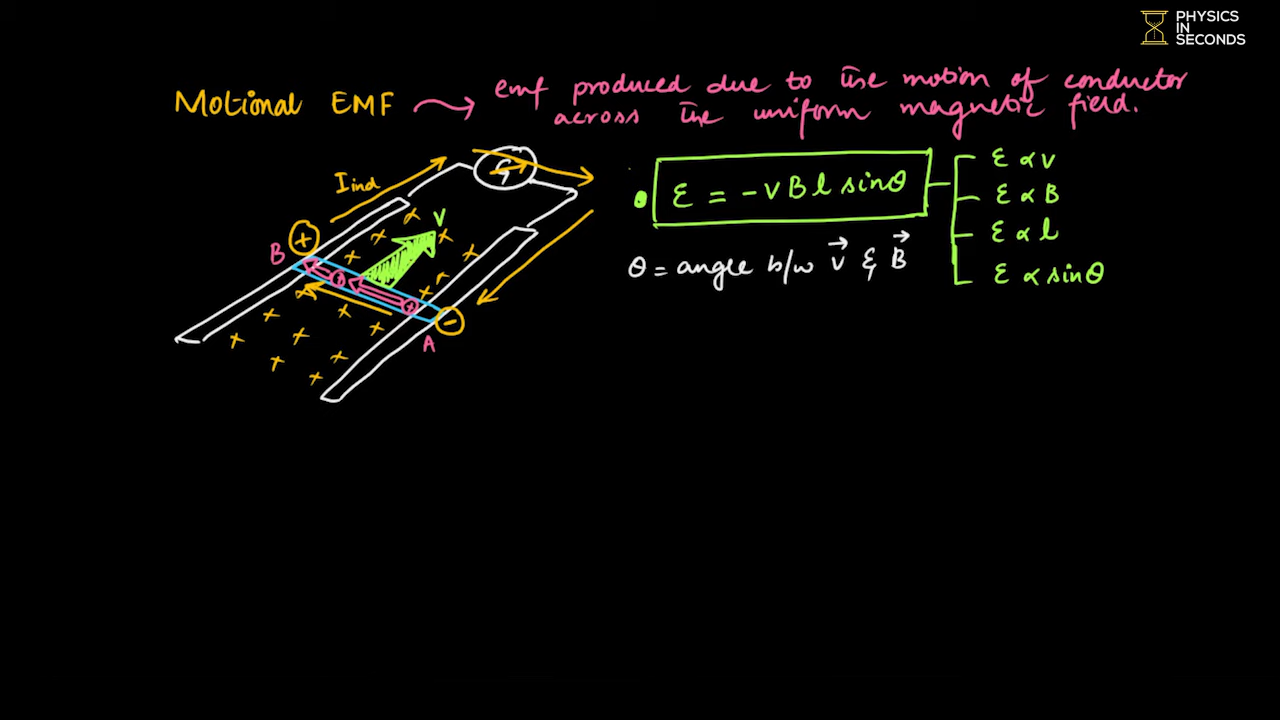 PHYSICS
IN
SECONDS
Motional EMF → emf produced due to the motion of conductor
across the uniform magnetic field.
Iind
G
V
B
+
+
+
-
A
• ε = -vBl sinθ
ε α v
ε α B
ε α l
ε α sinθ
θ = angle b/w v⃗ & B⃗